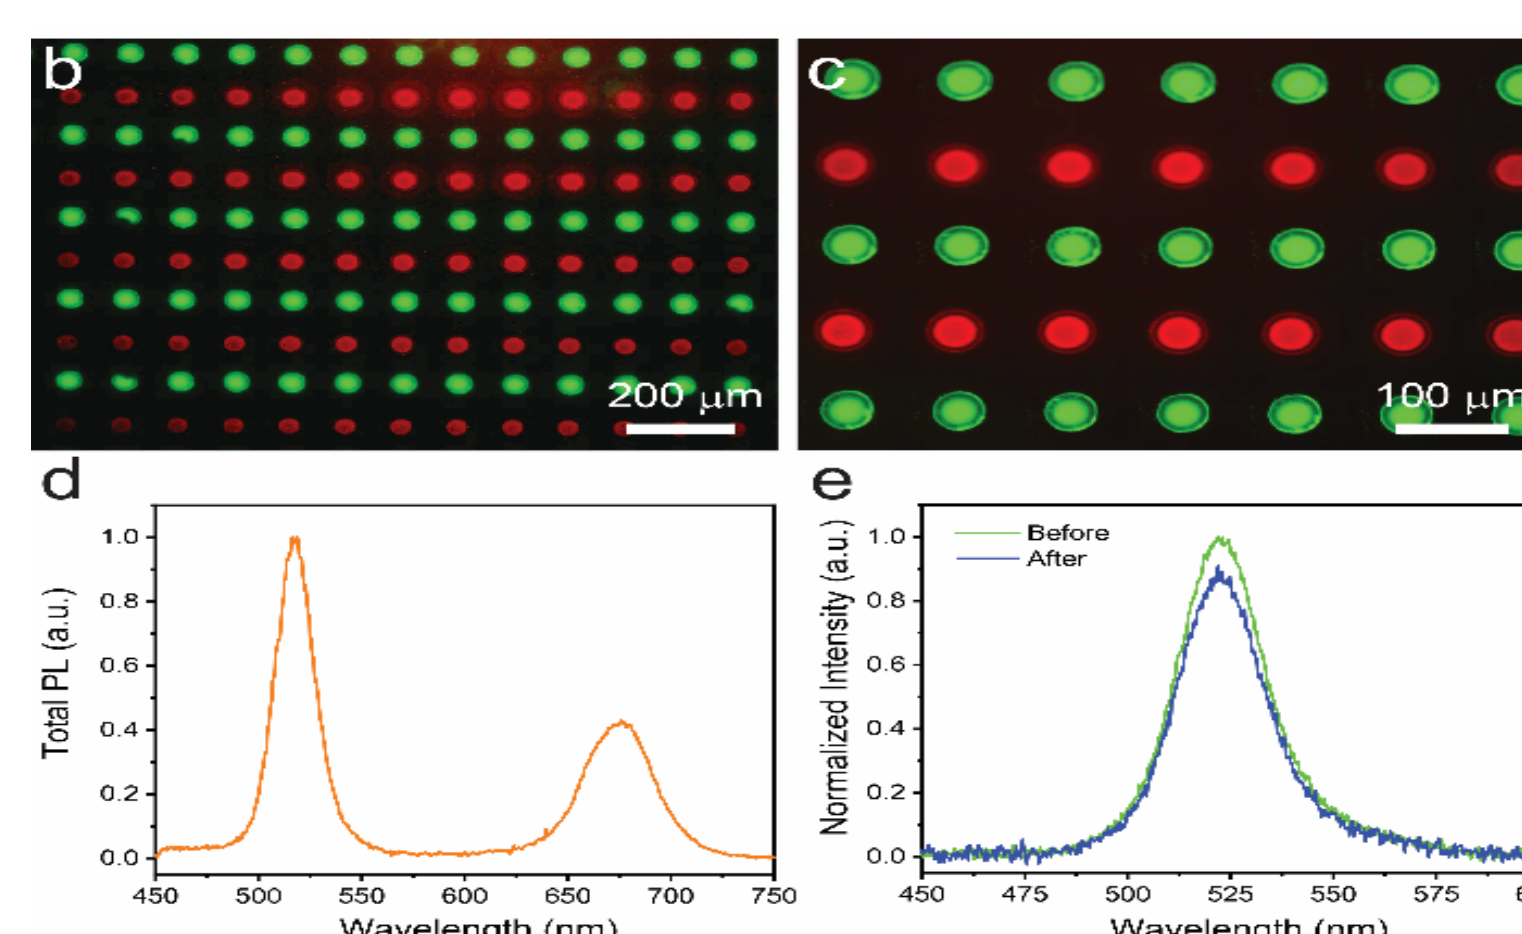 b
200 μm
c
100 μm
d
Total PL (a.u.)
1.0
0.8
0.6
0.4
0.2
0.0
450 500 550 600 650 700 750
Wavelength (nm)
e
Normalized Intensity (a.u.)
1.0
0.8
0.6
0.4
0.2
0.0
Before
After
450 475 500 525 550 575
Wavelength (nm)